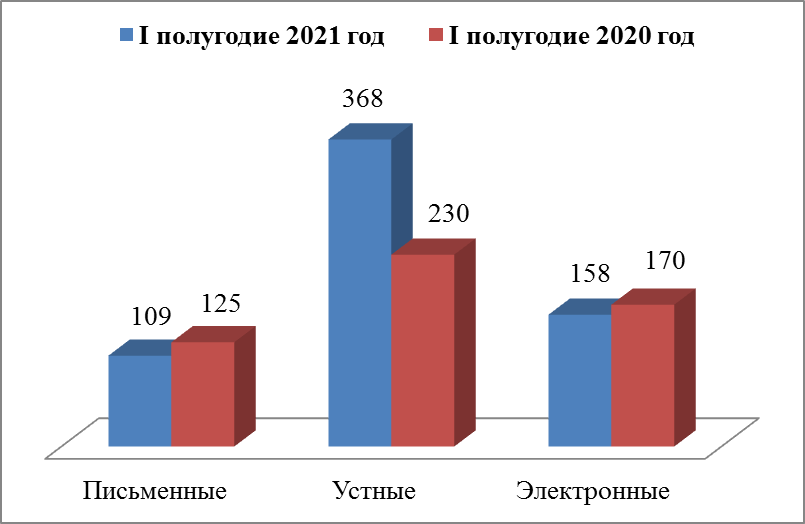 I полугодие 2021 год I полугодие 2020 год
368
230
158 170
109 125
Письменные Устные Электронные